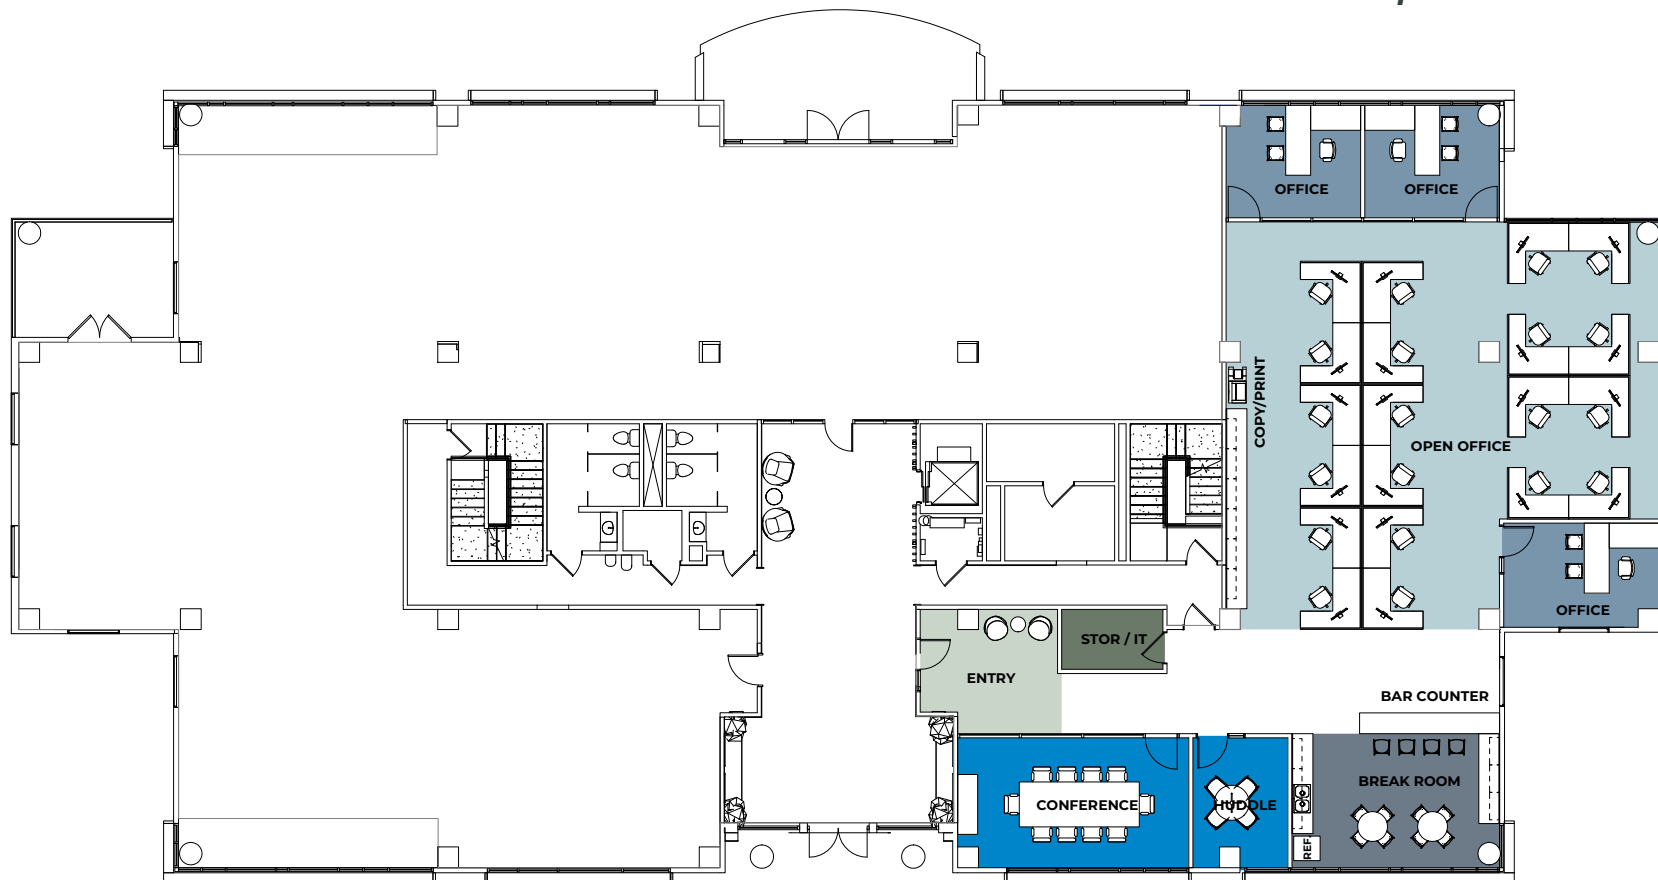 OFFICE
OFFICE
COPY/PRINT
OPEN OFFICE
OFFICE
STOR / IT
ENTRY
BAR COUNTER
BREAK ROOM
CONFERENCE
HUDDLE
REF